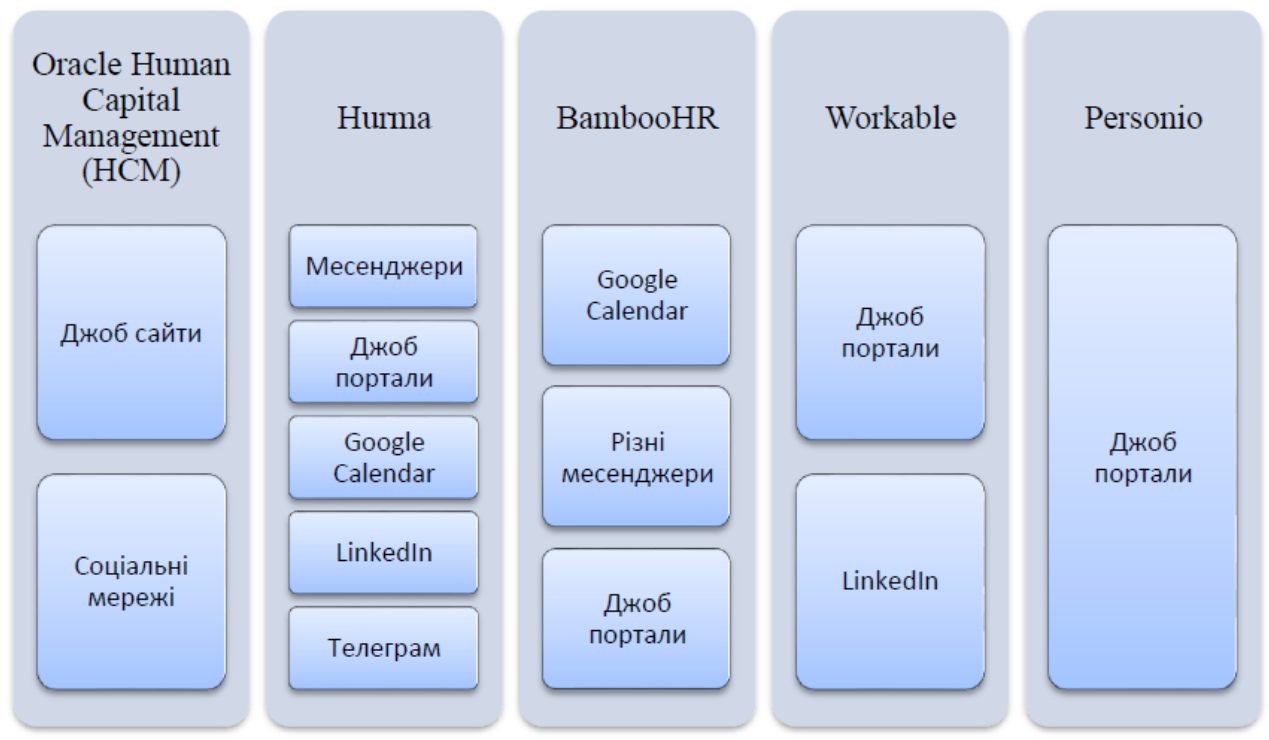 Oracle Human
Capital
Management
(HCM)
Джоб сайти
Соціальні
мережі
Hurma
Месенджери
Джоб
портали
Google
Calendar
LinkedIn
Телеграм
BambooHR
Google
Calendar
Різні
месенджери
Джоб
портали
Workable
Джоб
портали
LinkedIn
Personio
Джоб
портали